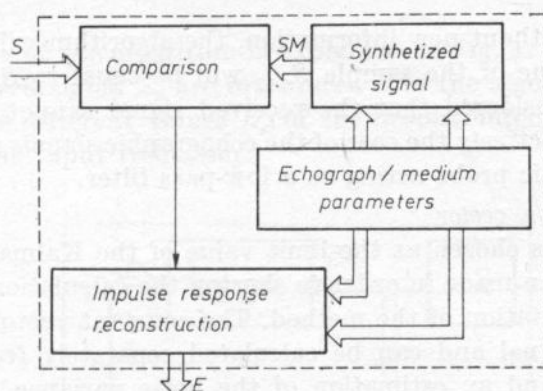 S
Comparison
SM
Synthetized
signal
Echograph / medium
parameters
Impulse response
reconstruction
E